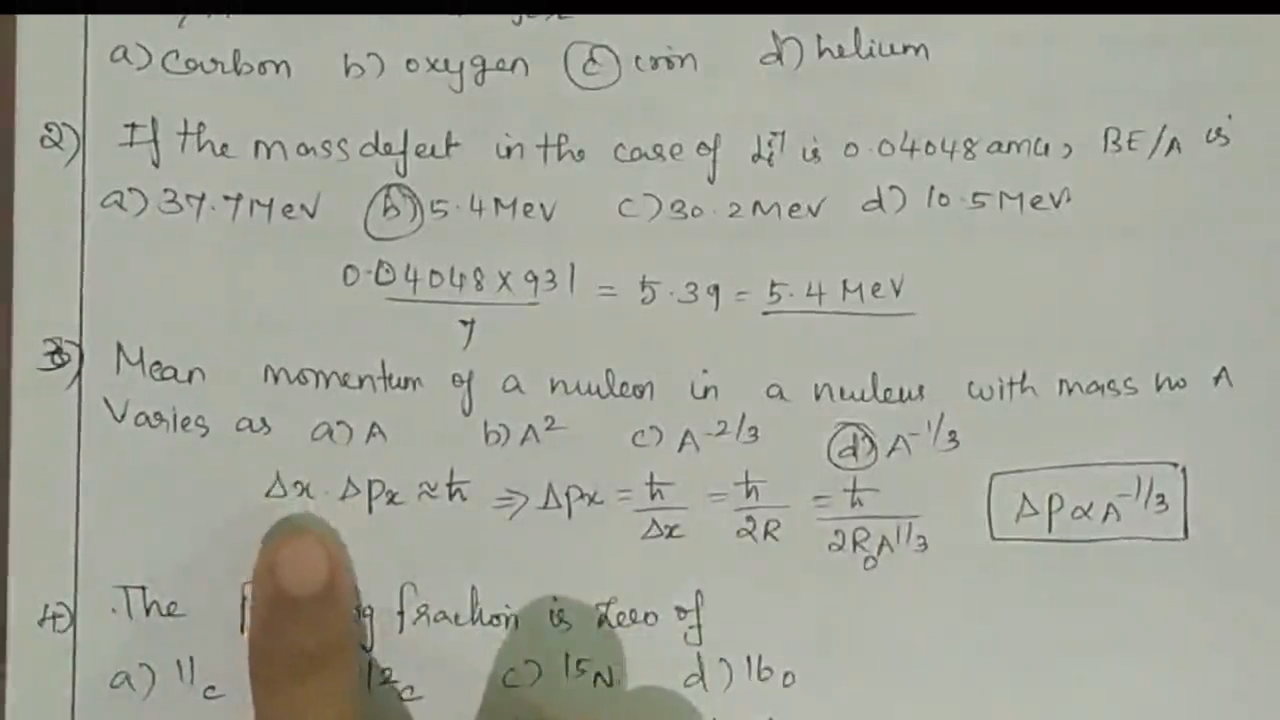 a) Carbon b) oxygen c) iron d) helium
2) If the mass defect in the case of Li⁷ is 0.04048 amu, BE/A is
a) 37.7 MeV b) 5.4 MeV c) 30.2 MeV d) 10.5 MeV
0.04048 × 931 / 7 = 5.39 = 5.4 MeV
3) Mean momentum of a nucleon in a nucleus with mass no A
Varies as a) A b) A² c) A^-2/3 d) A^-1/3
Δx · Δpx ≈ ħ ⇒ Δpx = ħ/Δx = ħ/2R = ħ/2R₀A^1/3 ΔP ∝ A^-1/3
4) The fraction is zero of
a) 11c 12c c) 15N d) 16O